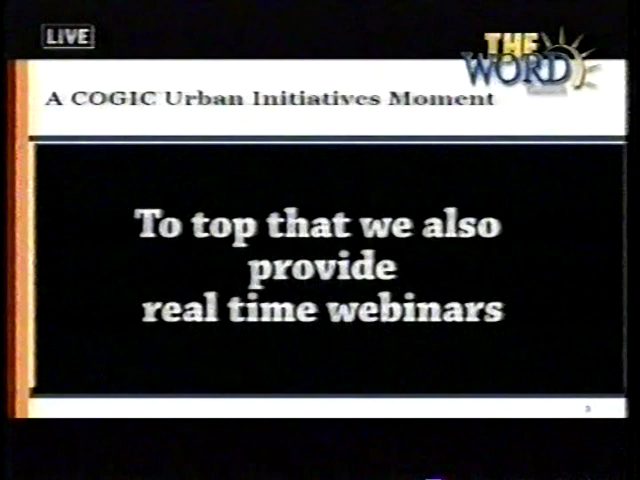 LIVE
THE
WORD
A COGIC Urban Initiatives Moment
To top that we also
provide
real time webinars
3